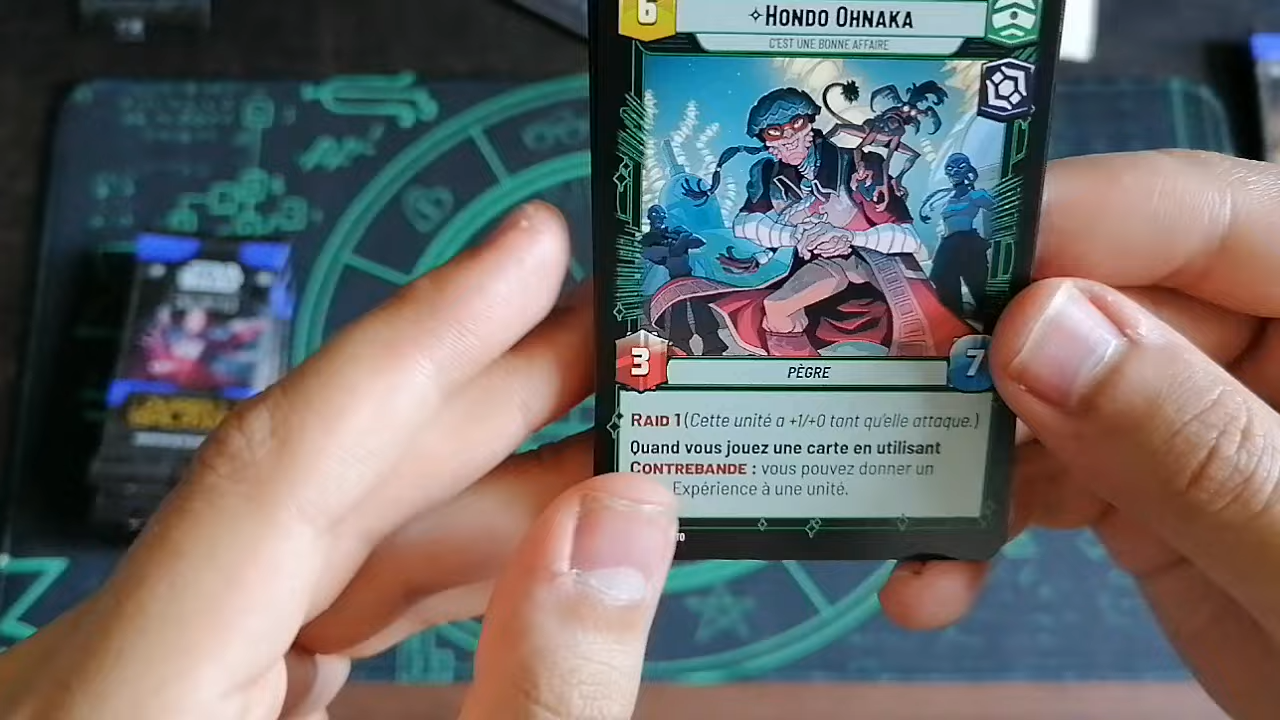 6
HONDO OHNAKA
C'EST UNE BONNE AFFAIRE
3
PÈGRE
7
RAID 1 (Cette unité a +1/+0 tant qu'elle attaque.)
Quand vous jouez une carte en utilisant
CONTREBANDE : vous pouvez donner un
Expérience à une unité.